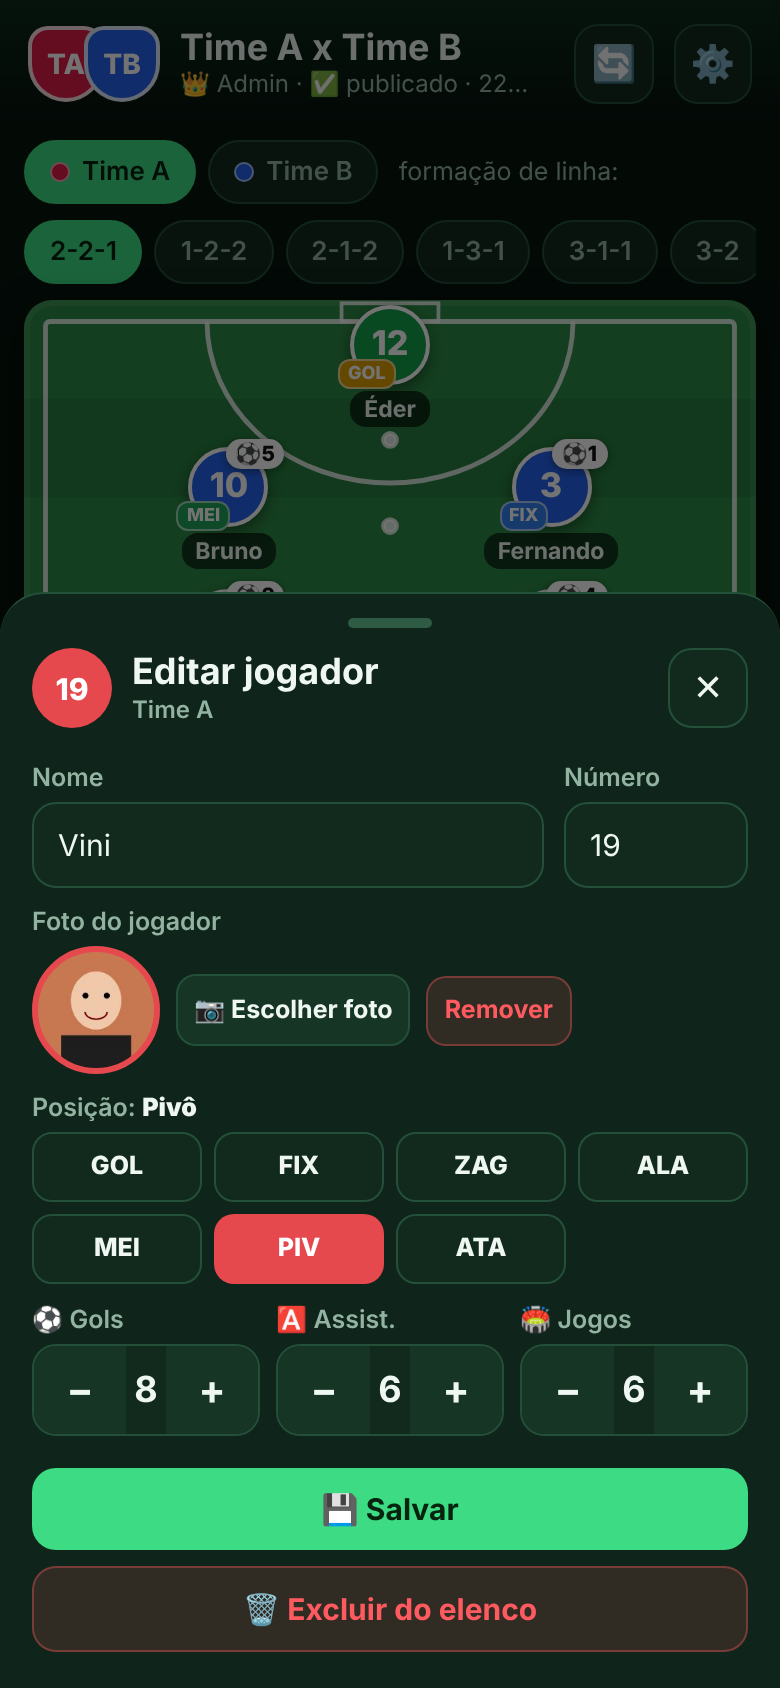 TA TB Time A x Time B
👑 Admin · ✅ publicado · 22...
Time A Time B formação de linha:
2-2-1 1-2-2 2-1-2 1-3-1 3-1-1 3-2
12
GOL
Éder
⚽5 ⚽1
10 3
MEI FIX
Bruno Fernando
19 Editar jogador ✕
Time A
Nome Número
Vini 19
Foto do jogador
📷 Escolher foto Remover
Posição: Pivô
GOL FIX ZAG ALA
MEI PIV ATA
⚽ Gols 🅰️ Assist. 🏟️ Jogos
− 8 + − 6 + − 6 +
💾 Salvar
🗑️ Excluir do elenco